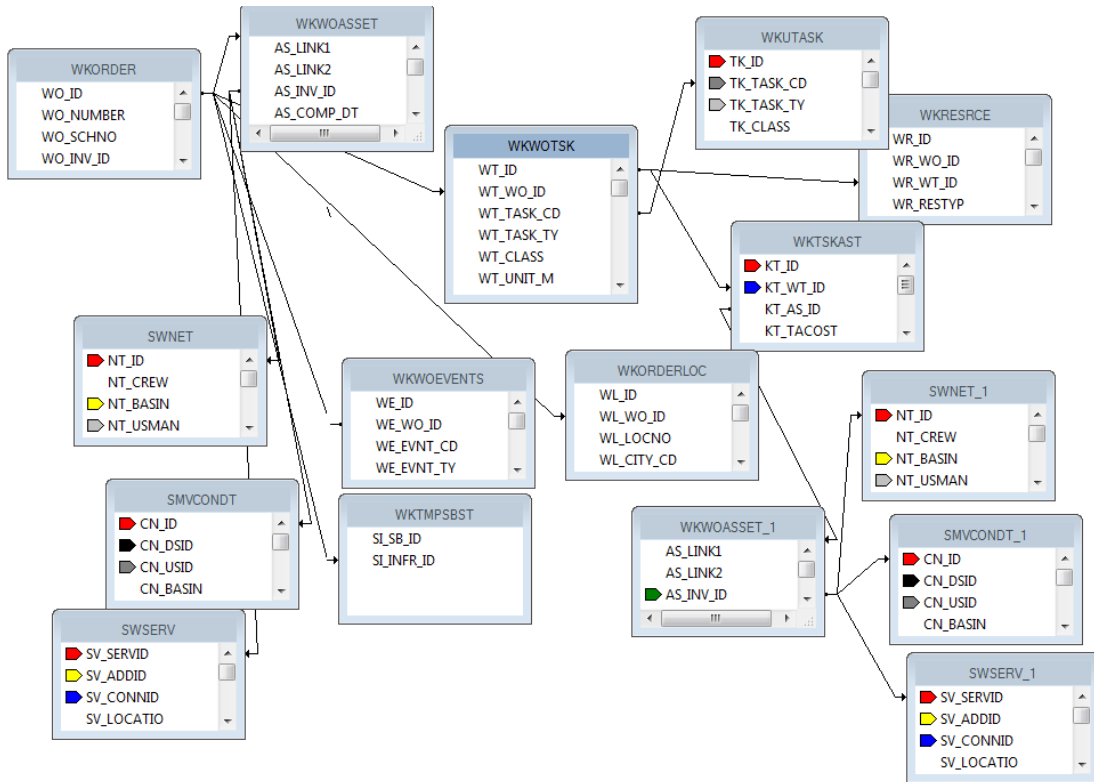 WKORDER
WO_ID
WO_NUMBER
WO_SCHNO
WO_INV_ID
WKWOASSET
AS_LINK1
AS_LINK2
AS_INV_ID
AS_COMP_DT
WKWOTSK
WT_ID
WT_WO_ID
WT_TASK_CD
WT_TASK_TY
WT_CLASS
WT_UNIT_M
WKUTASK
TK_ID
TK_TASK_CD
TK_TASK_TY
TK_CLASS
WKRESRCE
WR_ID
WR_WO_ID
WR_WT_ID
WR_RESTYP
WKTSKAST
KT_ID
KT_WT_ID
KT_AS_ID
KT_TACOST
SWNET
NT_ID
NT_CREW
NT_BASIN
NT_USMAN
WKWOEVENTS
WE_ID
WE_WO_ID
WE_EVNT_CD
WE_EVNT_TY
WKORDERLOC
WL_ID
WL_WO_ID
WL_LOCNO
WL_CITY_CD
SWNET_1
NT_ID
NT_CREW
NT_BASIN
NT_USMAN
SMVCONDT
CN_ID
CN_DSID
CN_USID
CN_BASIN
WKTMPSBST
SI_SB_ID
SI_INFR_ID
WKWOASSET_1
AS_LINK1
AS_LINK2
AS_INV_ID
SMVCONDT_1
CN_ID
CN_DSID
CN_USID
CN_BASIN
SWSERV
SV_SERVID
SV_ADDID
SV_CONNID
SV_LOCATIO
SWSERV_1
SV_SERVID
SV_ADDID
SV_CONNID
SV_LOCATIO